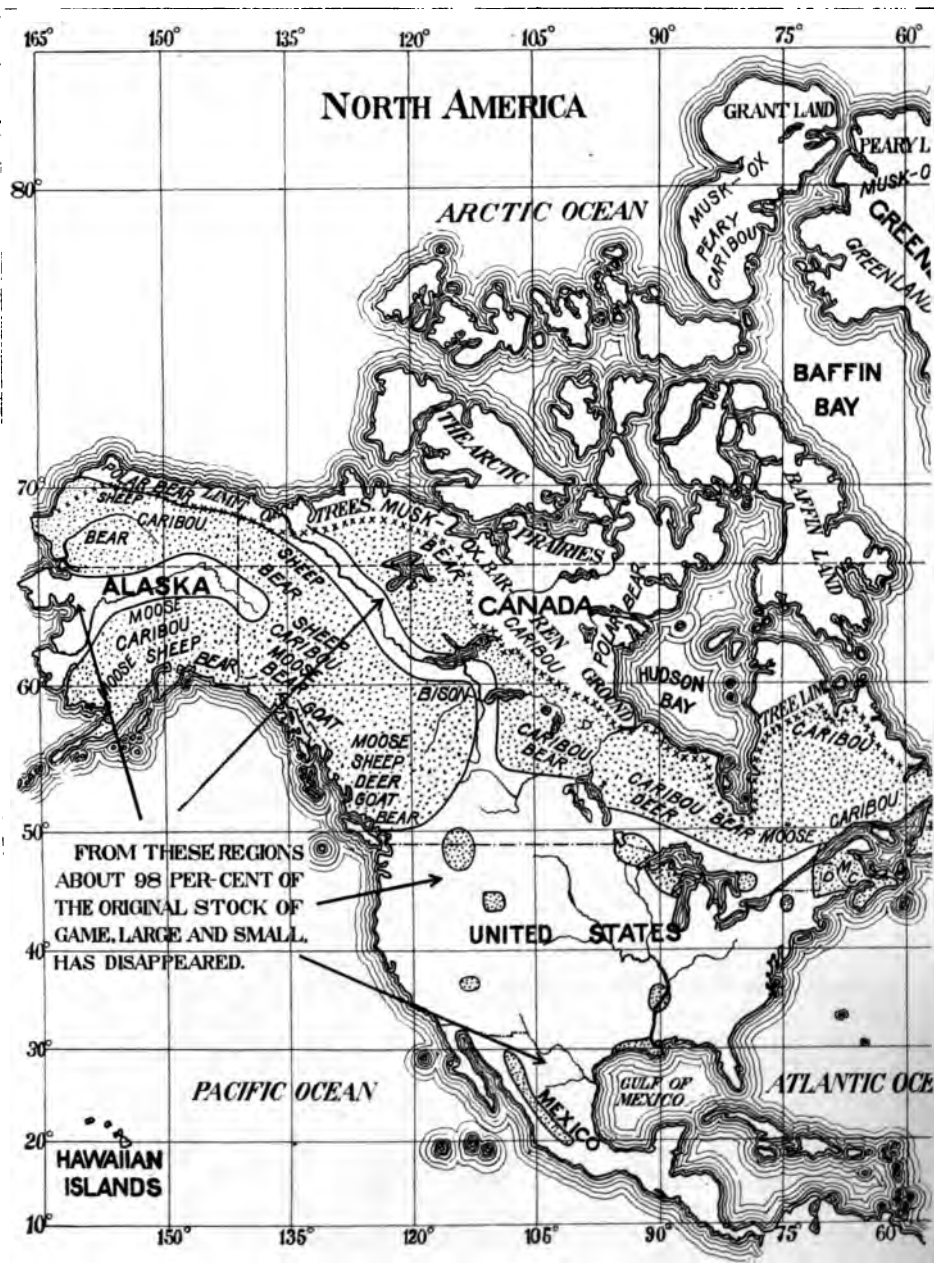 165° 150° 135° 120° 105° 90° 75° 60°
NORTH AMERICA
GRANT LAND
PEARY L
MUSK-O
80°
MUSK-OX
PEARY
CARIBOU
GREEN
GREENLAND
ARCTIC OCEAN
BAFFIN
BAY
THE ARCTIC
PRAIRIES
BAFFIN LAND
70°
POLAR BEAR LIMIT
SHEEP
CARIBOU
BEAR
TREES. MUSK-
OX. BAR
REN
GROUND
CARIBOU
BEAR
SHEEP
BEAR
ALASKA
CANADA
POLAR BEAR
MOOSE
CARIBOU
MOOSE SHEEP
BEAR
SHEEP
CARIBOU
MOOSE
BEAR
GOAT
60°
BISON
HUDSON
BAY
TREE LIMIT
CARIBOU
MOOSE
SHEEP
DEER
GOAT
BEAR
CARIBOU
BEAR
CARIBOU-BEAR MOOSE
DEER
CARIBOU
50°
FROM THESE REGIONS
ABOUT 98 PER-CENT OF
THE ORIGINAL STOCK OF
GAME, LARGE AND SMALL,
HAS DISAPPEARED.
40°
UNITED STATES
30°
PACIFIC OCEAN
MEXICO
GULF OF
MEXICO
ATLANTIC OCE
20°
HAWAIIAN
ISLANDS
10°
150° 135° 120° 105° 90° 75° 60°